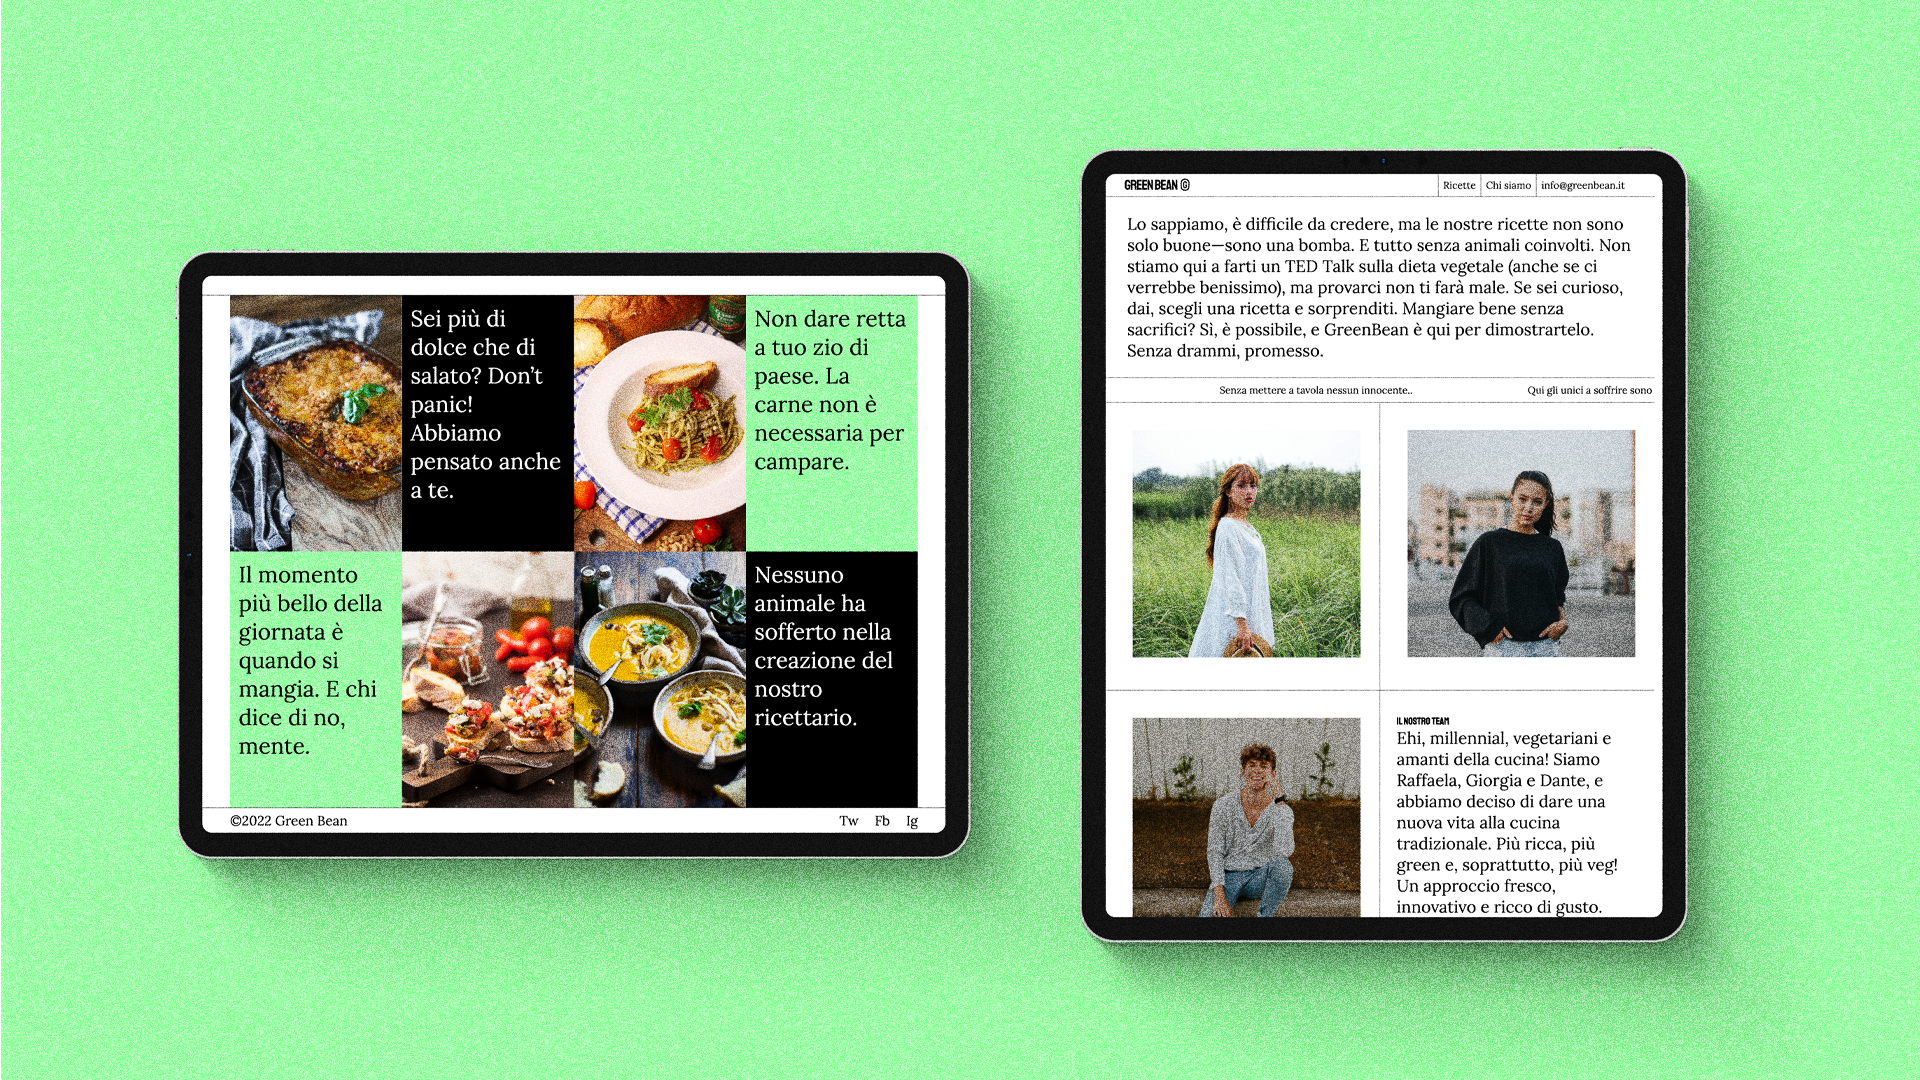 Sei più di
dolce che di
salato? Don't
panic!
Abbiamo
pensato anche
a te.
Non dare retta
a tuo zio di
paese. La
carne non è
necessaria per
campare.
Il momento
più bello della
giornata è
quando si
mangia. E chi
dice di no,
mente.
Nessuno
animale ha
sofferto nella
creazione del
nostro
ricettario.
©2022 Green Bean
Tw Fb Ig
GREEN BEAN
Ricette Chi siamo info@greenbean.it
Lo sappiamo, è difficile da credere, ma le nostre ricette non sono
solo buone—sono una bomba. E tutto senza animali coinvolti. Non
stiamo qui a farti un TED Talk sulla dieta vegetale (anche se ci
verrebbe benissimo), ma provarci non ti farà male. Se sei curioso,
dai, scegli una ricetta e sorprenditi. Mangiare bene senza
sacrifici? Sì, è possibile, e GreenBean è qui per dimostrartelo.
Senza drammi, promesso.
Senza mettere a tavola nessun innocente.. Qui gli unici a soffrire sono
IL NOSTRO TEAM
Ehi, millennial, vegetariani e
amanti della cucina! Siamo
Raffaela, Giorgia e Dante, e
abbiamo deciso di dare una
nuova vita alla cucina
tradizionale. Più ricca, più
green e, soprattutto, più veg!
Un approccio fresco,
innovativo e ricco di gusto.